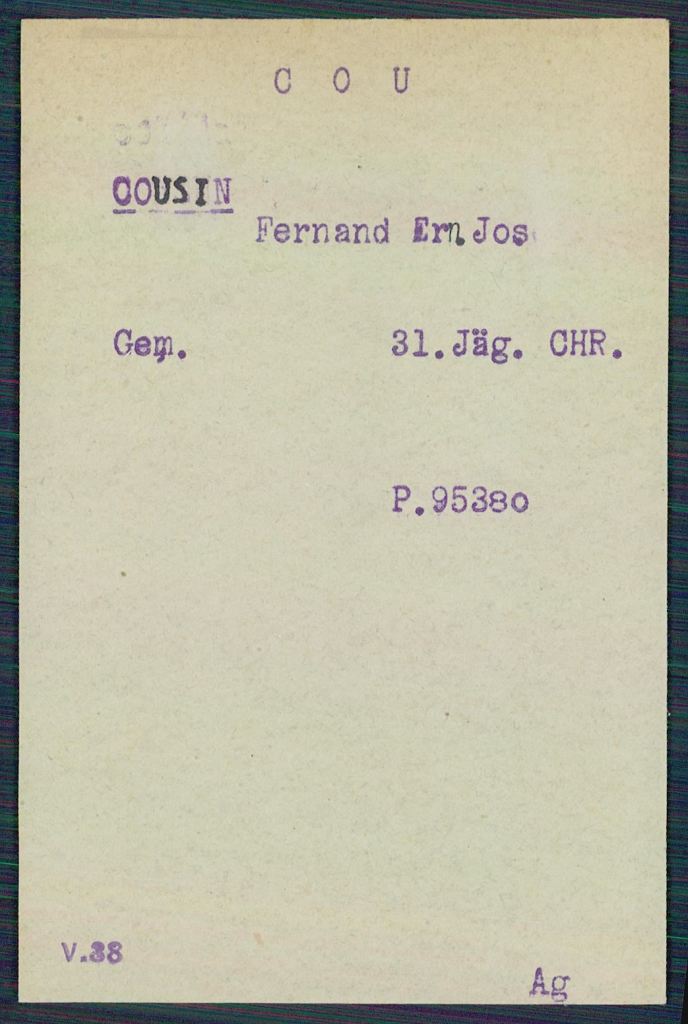 C O U
COUSIN
Fernand Ern Jos
Gem. 31.Jäg. CHR.
P.95380
V.38
Ag